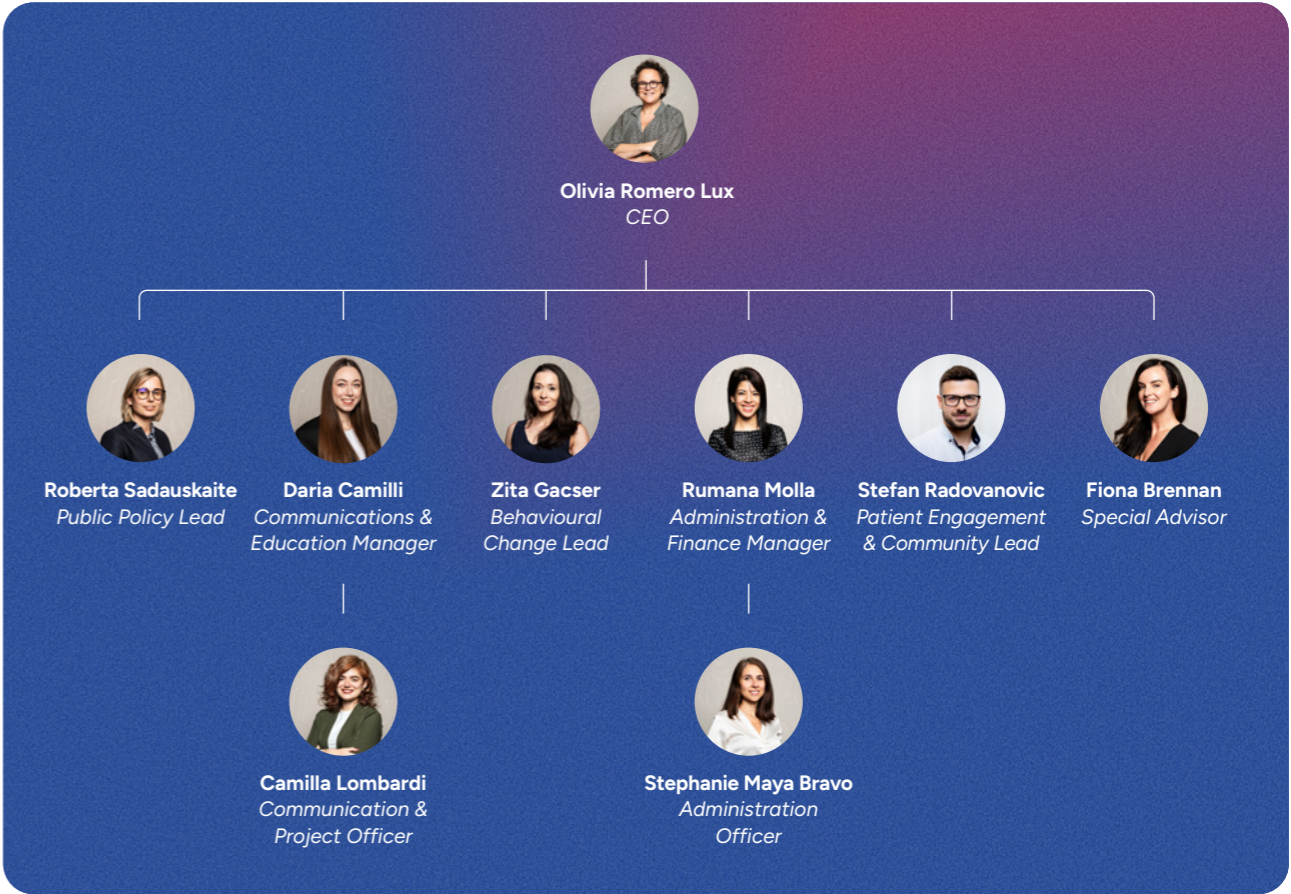 Olivia Romero Lux
CEO
Roberta Sadauskaite
Public Policy Lead
Daria Camilli
Communications &
Education Manager
Zita Gacser
Behavioural
Change Lead
Rumana Molla
Administration &
Finance Manager
Stefan Radovanovic
Patient Engagement
& Community Lead
Fiona Brennan
Special Advisor
Camilla Lombardi
Communication &
Project Officer
Stephanie Maya Bravo
Administration
Officer